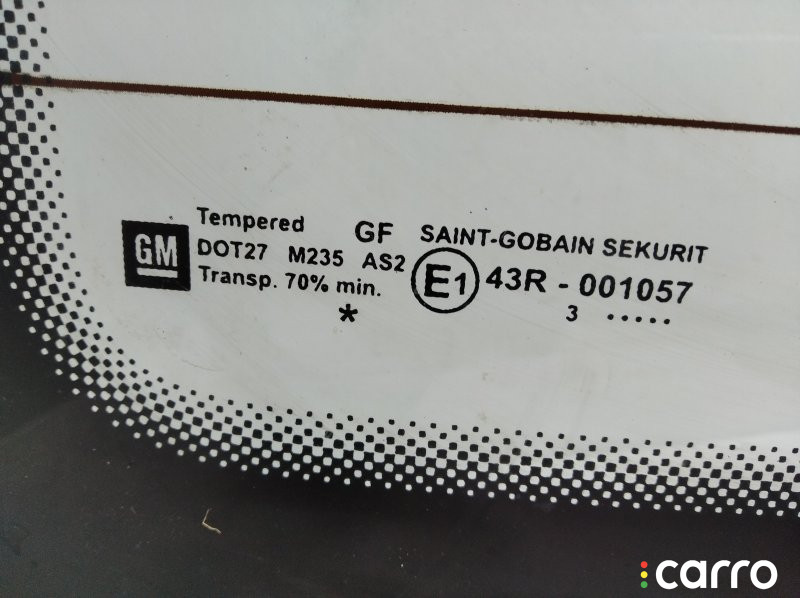 GM
Tempered GF SAINT-GOBAIN SEKURIT
DOT27 M235 AS2
Transp. 70% min.
E1 43R - 001057
* 3 .....
carro